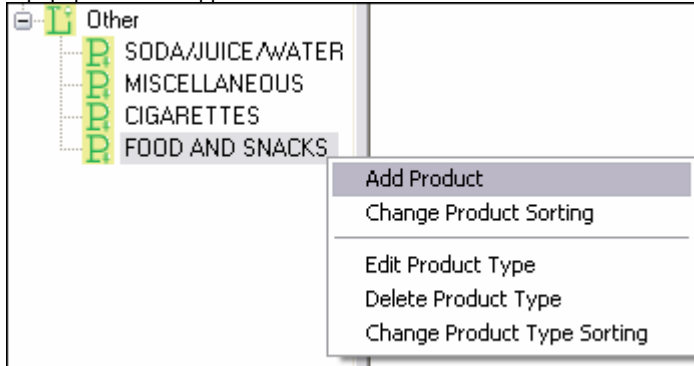 Other
SODA/JUICE/WATER
MISCELLANEOUS
CIGARETTES
FOOD AND SNACKS
Add Product
Change Product Sorting
Edit Product Type
Delete Product Type
Change Product Type Sorting